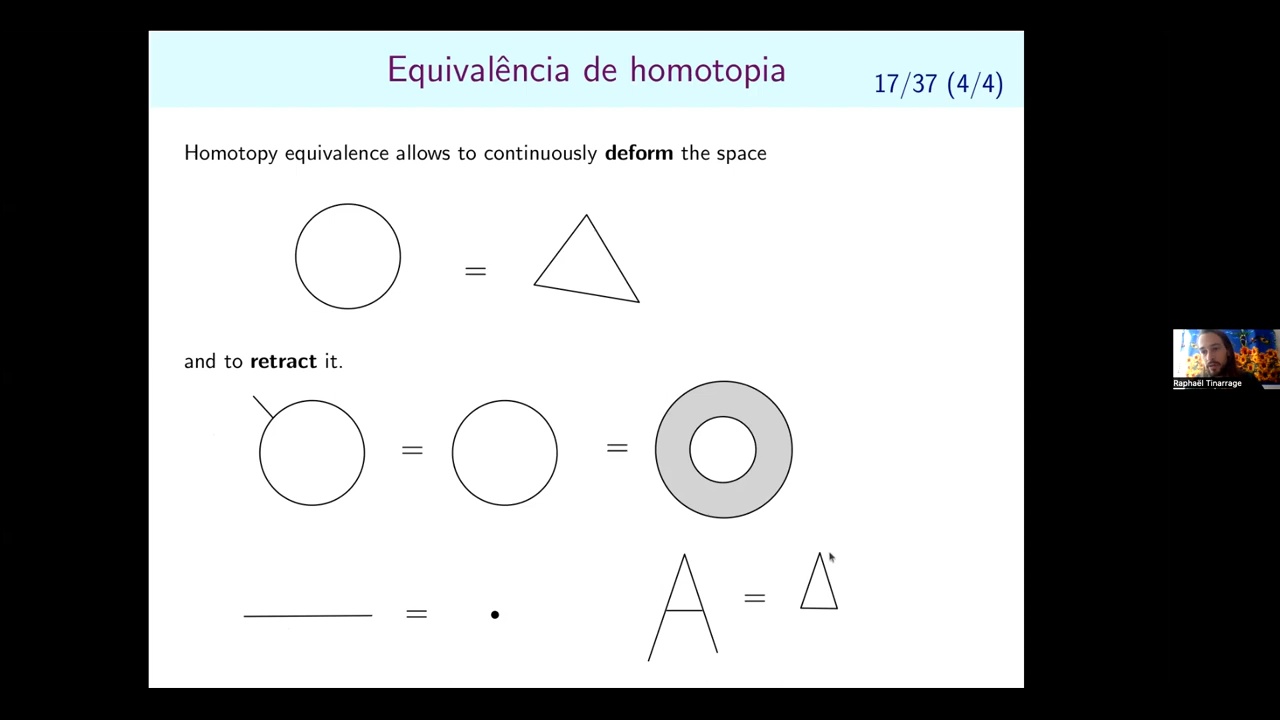 Equivalência de homotopia
17/37 (4/4)
Homotopy equivalence allows to continuously deform the space
=
and to retract it.
= =
= A =
Raphaël Tinarrage